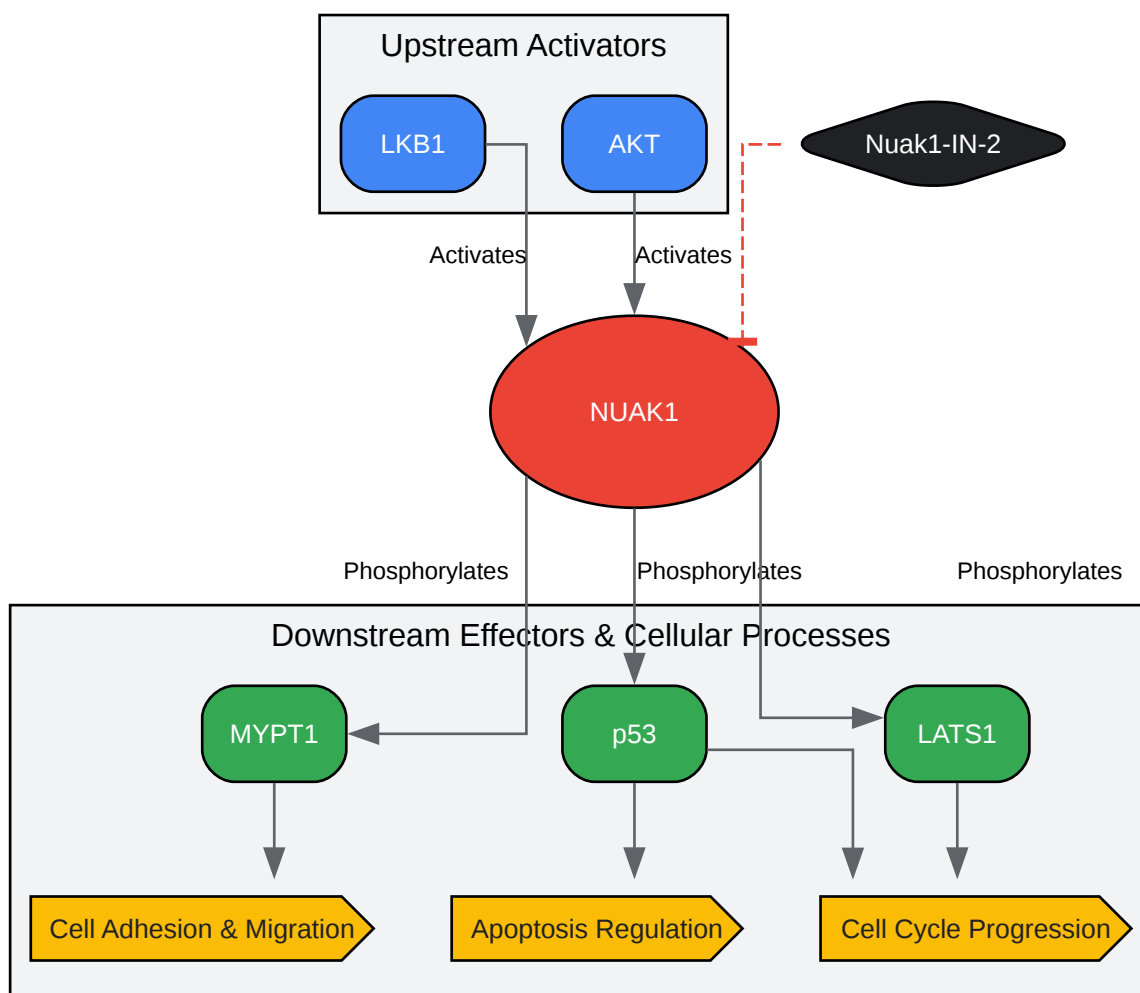 Upstream Activators
LKB1
AKT
Nuak1-IN-2
Activates
Activates
NUAK1
Phosphorylates
Phosphorylates
Phosphorylates
Downstream Effectors & Cellular Processes
MYPT1
p53
LATS1
Cell Adhesion & Migration
Apoptosis Regulation
Cell Cycle Progression